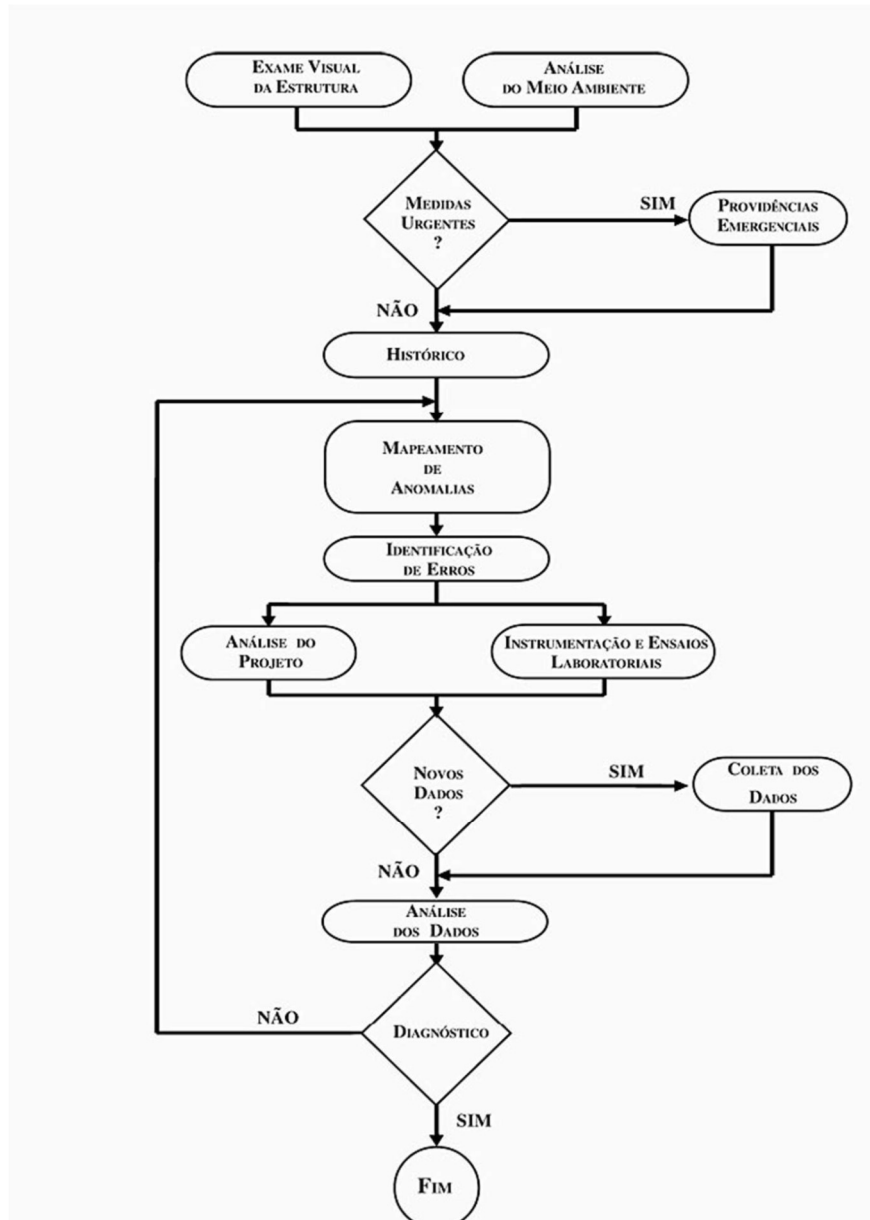 EXAME VISUAL
DA ESTRUTURA
ANÁLISE
DO MEIO AMBIENTE
MEDIDAS
URGENTES
?
SIM
PROVIDÊNCIAS
EMERGENCIAIS
NÃO
HISTÓRICO
MAPEAMENTO
DE
ANOMALIAS
IDENTIFICAÇÃO
DE ERROS
ANÁLISE DO
PROJETO
INSTRUMENTAÇÃO E ENSAIOS
LABORATORIAIS
NOVOS
DADOS
?
SIM
COLETA DOS
DADOS
NÃO
ANÁLISE
DOS DADOS
NÃO
DIAGNÓSTICO
SIM
FIM